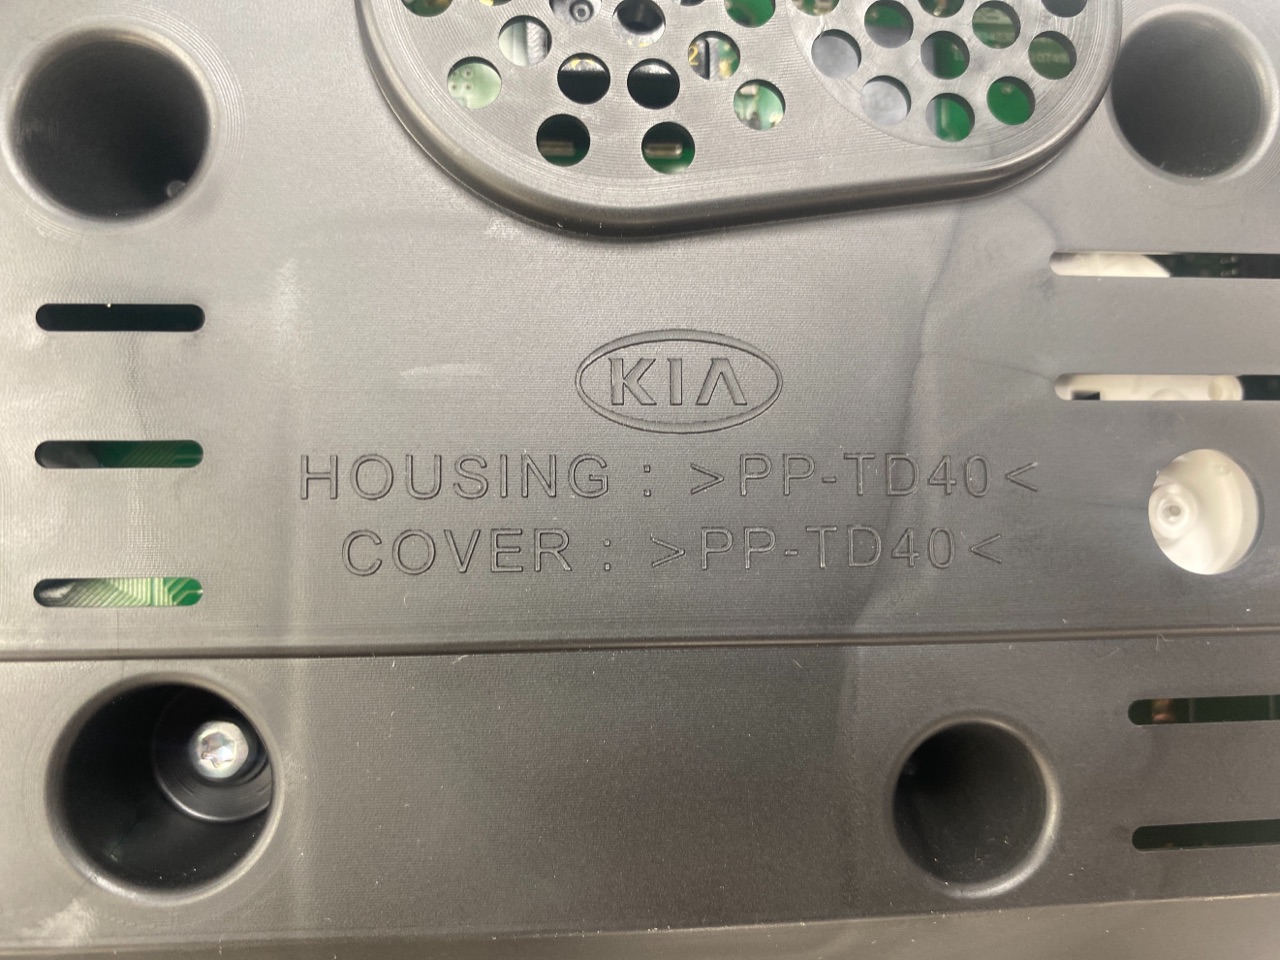 KIA
HOUSING : >PP-TD40<
COVER : >PP-TD40<